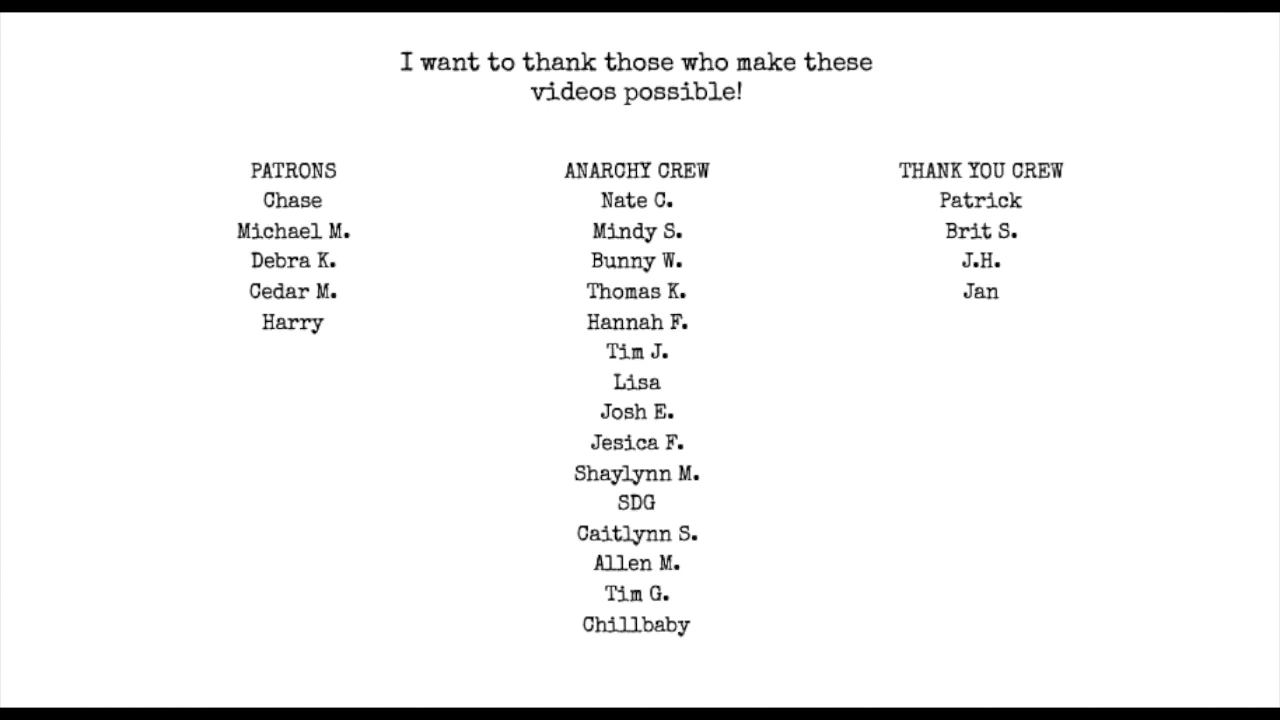 I want to thank those who make these
videos possible!
PATRONS
Chase
Michael M.
Debra K.
Cedar M.
Harry
ANARCHY CREW
Nate C.
Mindy S.
Bunny W.
Thomas K.
Hannah F.
Tim J.
Lisa
Josh E.
Jesica F.
Shaylynn M.
SDG
Caitlynn S.
Allen M.
Tim G.
Chillbaby
THANK YOU CREW
Patrick
Brit S.
J.H.
Jan